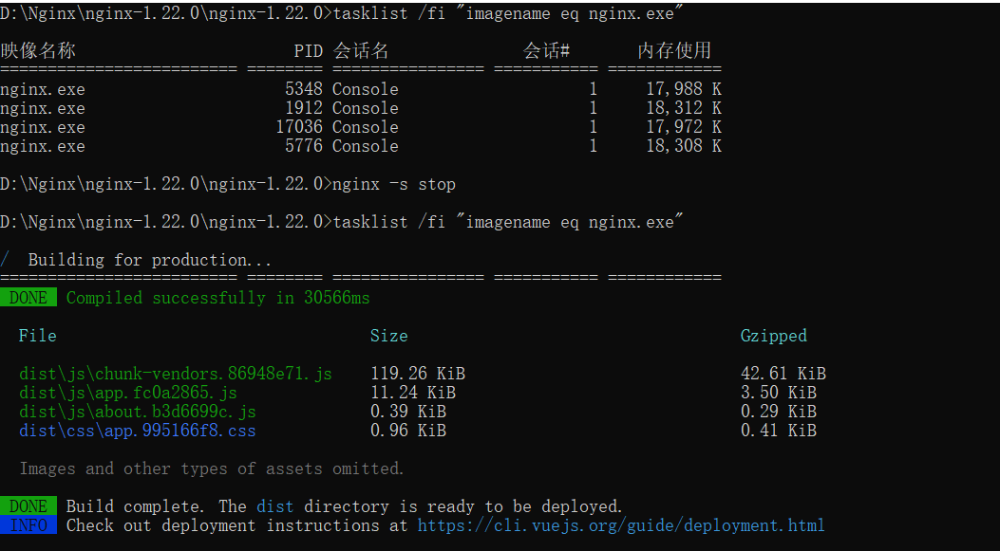 D:\Nginx\nginx-1.22.0\nginx-1.22.0>tasklist /fi "imagename eq nginx.exe"
映像名称                       PID 会话名              会话#       内存使用
========================= ======== ================ =========== ============
nginx.exe                     5348 Console                    1     17,988 K
nginx.exe                     1912 Console                    1     18,312 K
nginx.exe                    17036 Console                    1     17,972 K
nginx.exe                     5776 Console                    1     18,308 K
D:\Nginx\nginx-1.22.0\nginx-1.22.0>nginx -s stop
D:\Nginx\nginx-1.22.0\nginx-1.22.0>tasklist /fi "imagename eq nginx.exe"
/  Building for production...
========================= ======== ================ =========== ============
DONE  Compiled successfully in 30566ms
File                                 Size                                   Gzipped
dist\js\chunk-vendors.86948e71.js    119.26 KiB                             42.61 KiB
dist\js\app.fc0a2865.js              11.24 KiB                              3.50 KiB
dist\js\about.b3d6699c.js            0.39 KiB                               0.29 KiB
dist\css\app.995166f8.css            0.96 KiB                               0.41 KiB
Images and other types of assets omitted.
DONE  Build complete. The dist directory is ready to be deployed.
INFO  Check out deployment instructions at https://cli.vuejs.org/guide/deployment.html